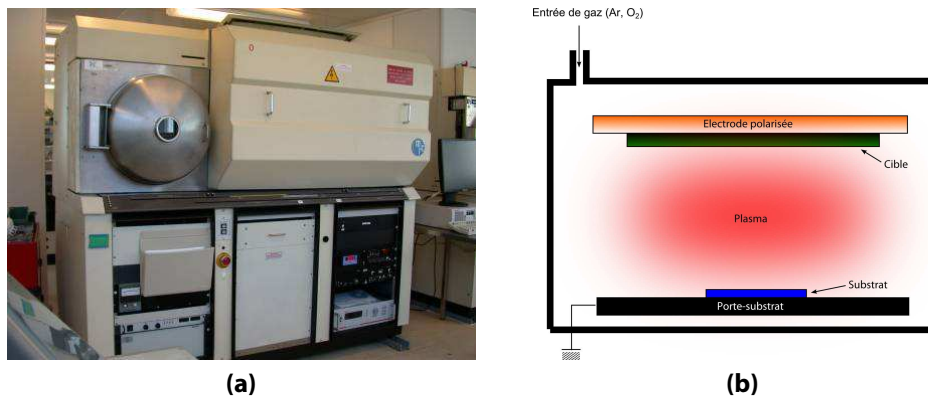 Entrée de gaz (Ar, O₂)
Electrode polarisée
Cible
Plasma
Substrat
Porte-substrat
(a)
(b)